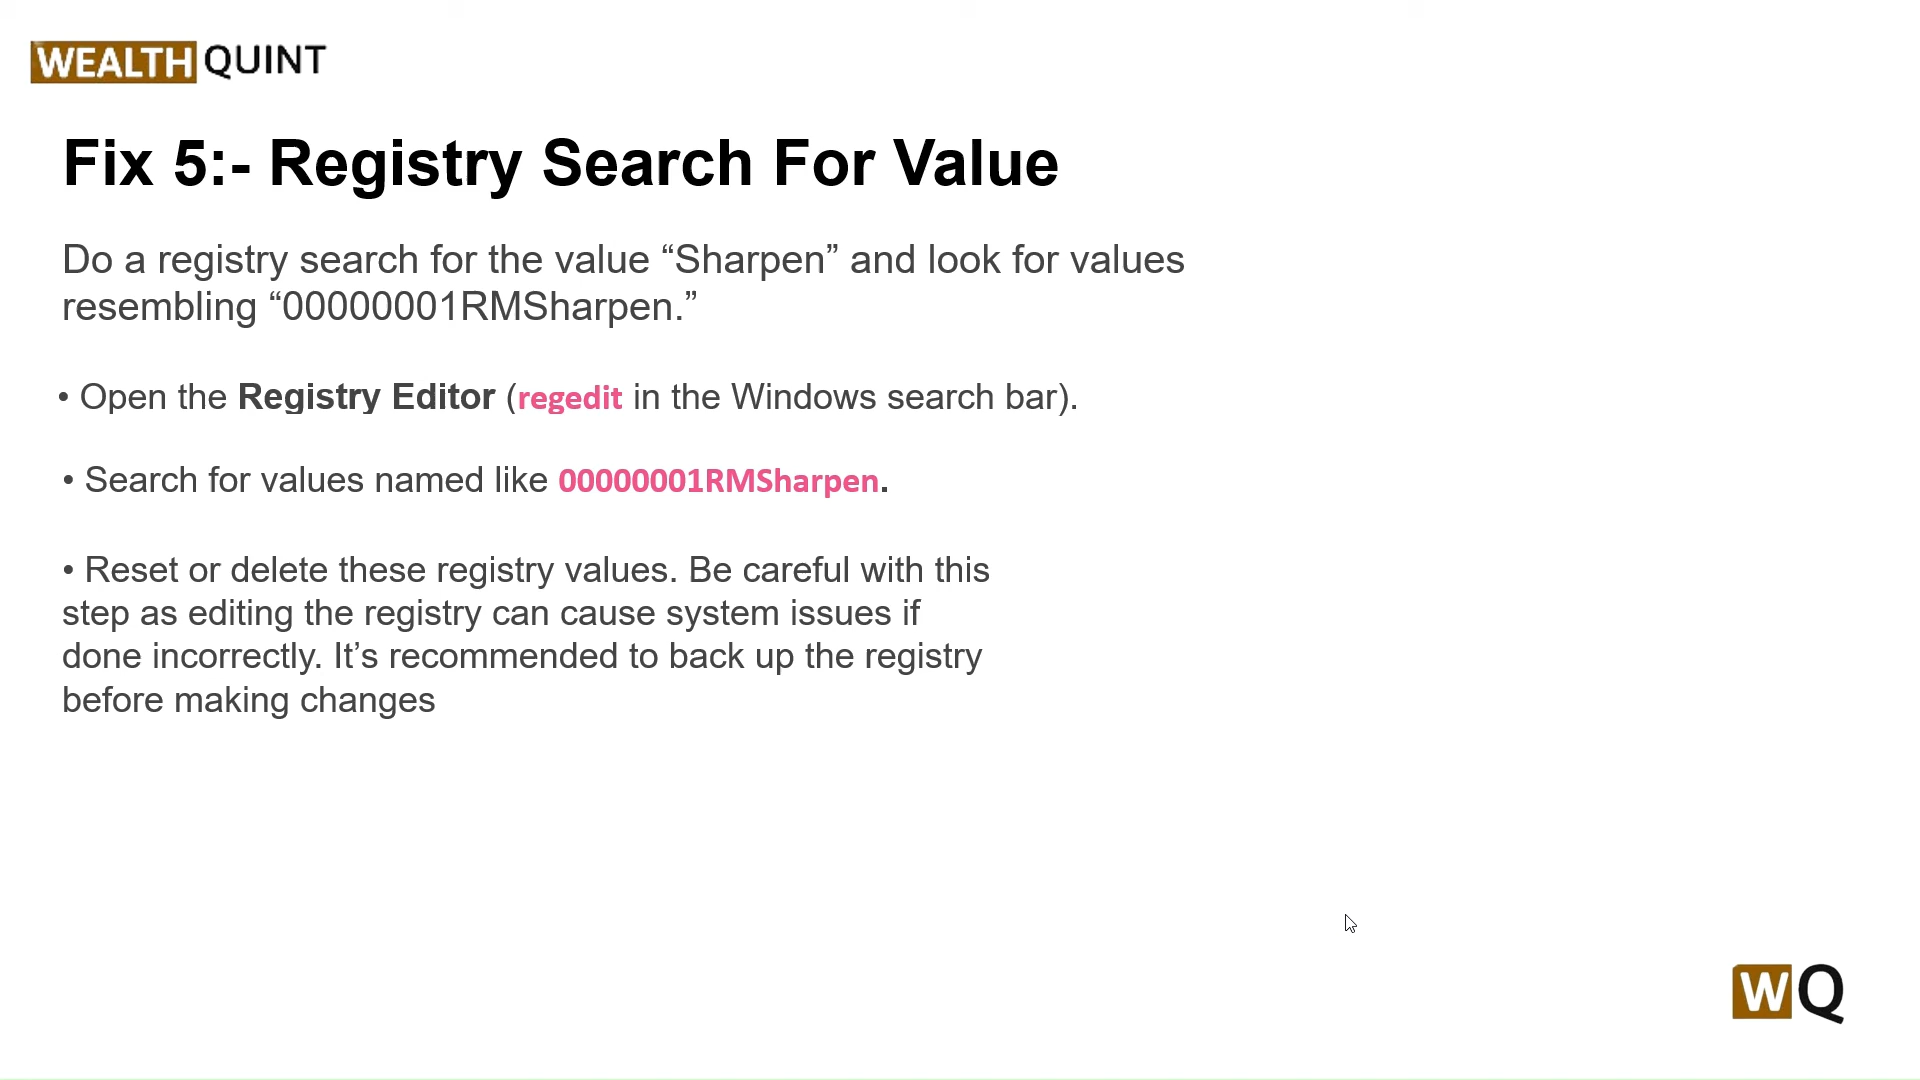 WEALTH QUINT
Fix 5:- Registry Search For Value
Do a registry search for the value “Sharpen” and look for values
resembling “00000001RMSharpen.”
• Open the Registry Editor (regedit in the Windows search bar).
• Search for values named like 00000001RMSharpen.
• Reset or delete these registry values. Be careful with this
step as editing the registry can cause system issues if
done incorrectly. It’s recommended to back up the registry
before making changes
WQ